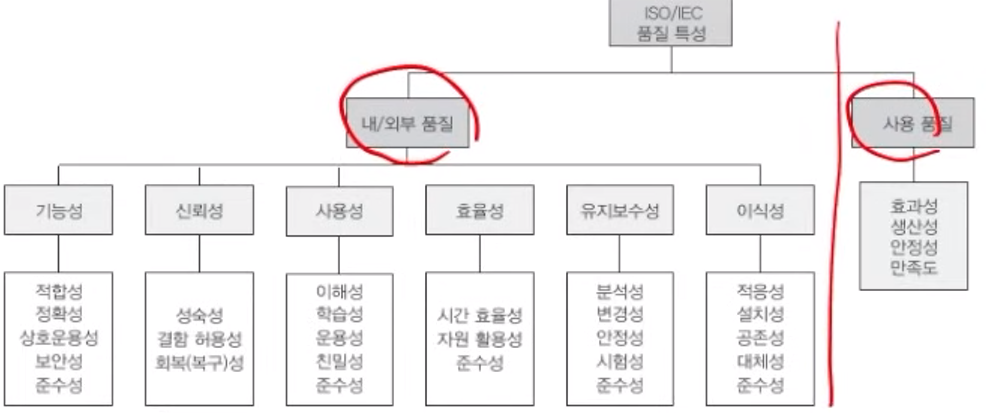 ISO/IEC
품질 특성
내/외부 품질
사용 품질
기능성
신뢰성
사용성
효율성
유지보수성
이식성
효과성
생산성
안정성
만족도
적합성
정확성
상호운용성
보안성
준수성
성숙성
결함 허용성
회복(복구)성
이해성
학습성
운용성
친밀성
준수성
시간 효율성
자원 활용성
준수성
분석성
변경성
안정성
시험성
준수성
적응성
설치성
공존성
대체성
준수성